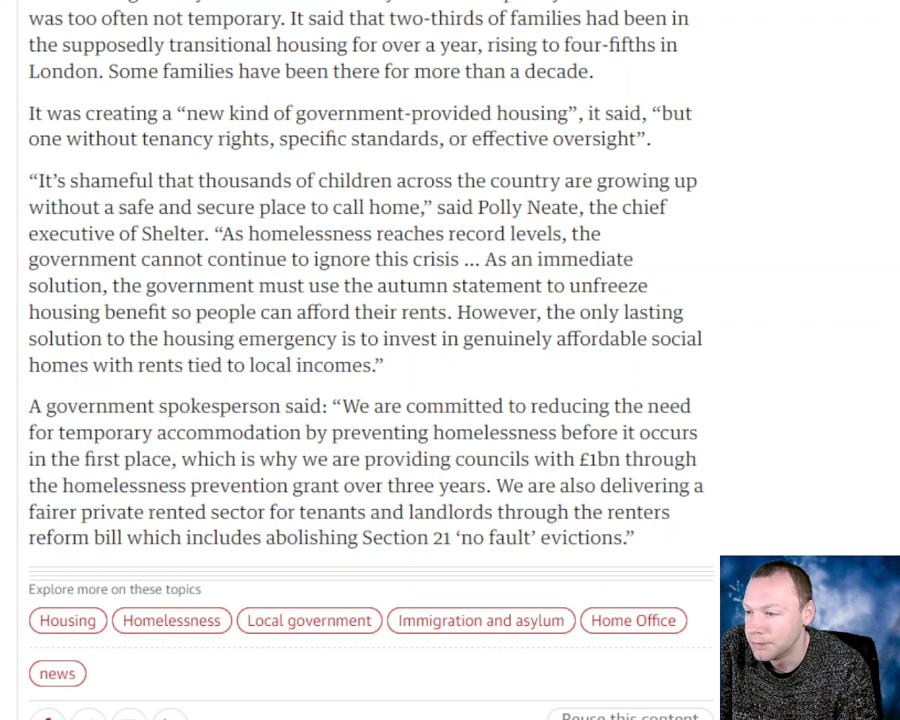 was too often not temporary. It said that two-thirds of families had been in
the supposedly transitional housing for over a year, rising to four-fifths in
London. Some families have been there for more than a decade.
It was creating a “new kind of government-provided housing”, it said, “but
one without tenancy rights, specific standards, or effective oversight”.
“It’s shameful that thousands of children across the country are growing up
without a safe and secure place to call home,” said Polly Neate, the chief
executive of Shelter. “As homelessness reaches record levels, the
government cannot continue to ignore this crisis ... As an immediate
solution, the government must use the autumn statement to unfreeze
housing benefit so people can afford their rents. However, the only lasting
solution to the housing emergency is to invest in genuinely affordable social
homes with rents tied to local incomes.”
A government spokesperson said: “We are committed to reducing the need
for temporary accommodation by preventing homelessness before it occurs
in the first place, which is why we are providing councils with £1bn through
the homelessness prevention grant over three years. We are also delivering a
fairer private rented sector for tenants and landlords through the renters
reform bill which includes abolishing Section 21 ‘no fault’ evictions.”
Explore more on these topics
Housing Homelessness Local government Immigration and asylum Home Office
news
Reuse this content